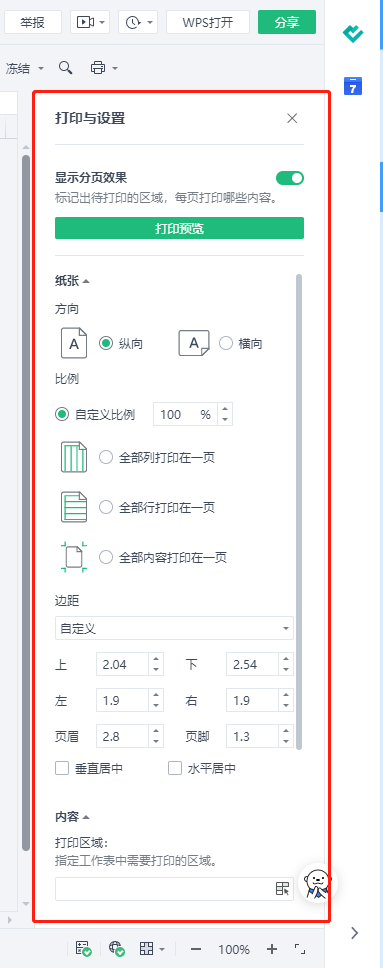 举报
WPS打开
分享
冻结
7
打印与设置
显示分页效果
标记出待打印的区域，每页打印哪些内容。
打印预览
纸张
方向
A 纵向 A 横向
比例
自定义比例 100 %
全部列打印在一页
全部行打印在一页
全部内容打印在一页
边距
自定义
上 2.04 下 2.54
左 1.9 右 1.9
页眉 2.8 页脚 1.3
垂直居中 水平居中
内容
打印区域：
指定工作表中需要打印的区域。
100%